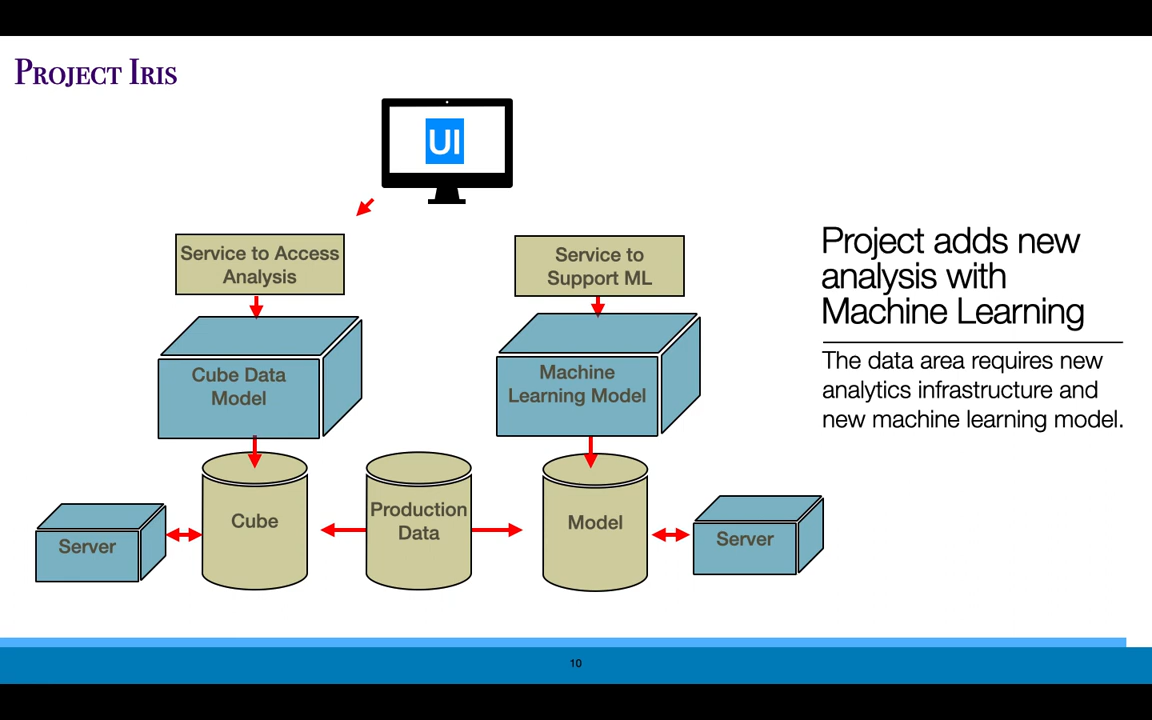 PROJECT IRIS
UI
Service to Access
Analysis
Service to
Support ML
Cube Data
Model
Machine
Learning Model
Server
Cube
Production
Data
Model
Server
Project adds new
analysis with
Machine Learning
The data area requires new
analytics infrastructure and
new machine learning model.
10